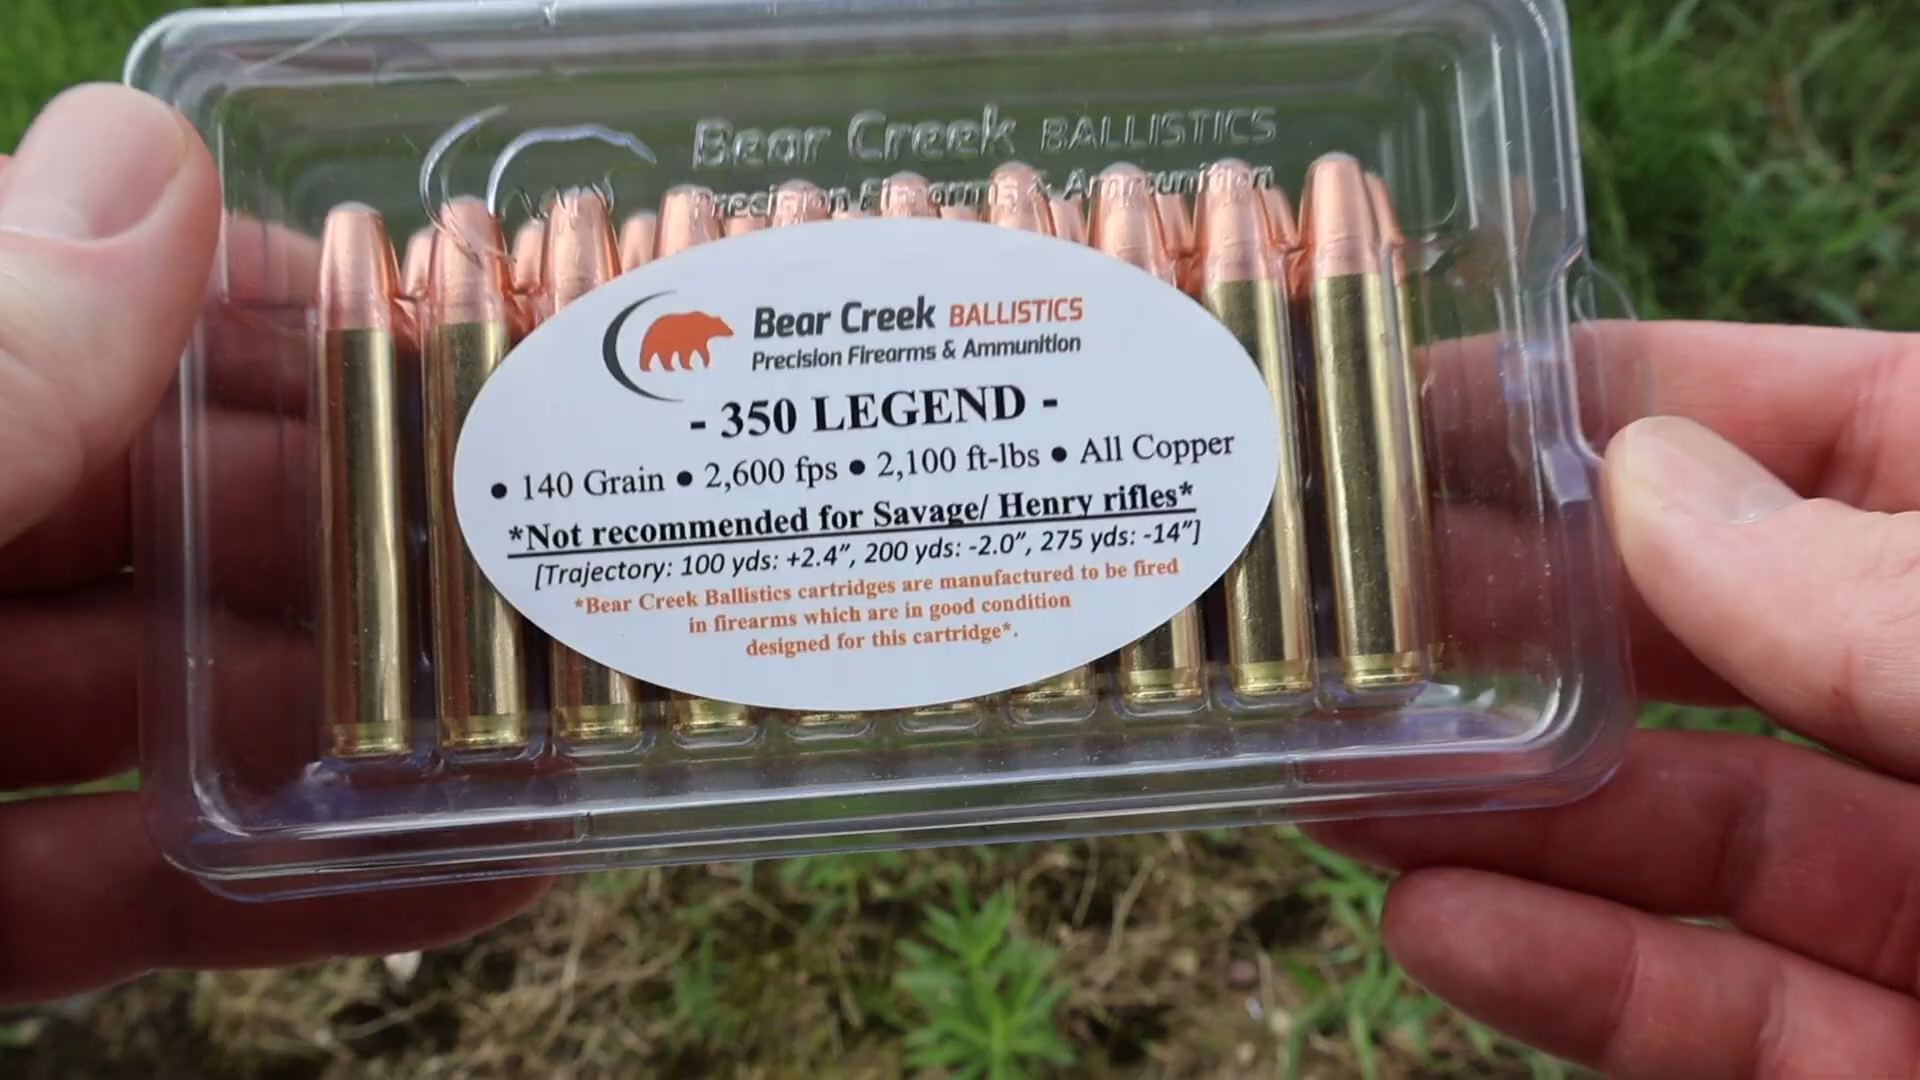 Bear Creek BALLISTICS
Precision Firearms & Ammunition
Bear Creek BALLISTICS
Precision Firearms & Ammunition
- 350 LEGEND -
● 140 Grain ● 2,600 fps ● 2,100 ft-lbs ● All Copper
*Not recommended for Savage/ Henry rifles*
[Trajectory: 100 yds: +2.4”, 200 yds: -2.0”, 275 yds: -14”]
*Bear Creek Ballistics cartridges are manufactured to be fired
in firearms which are in good condition
designed for this cartridge*.